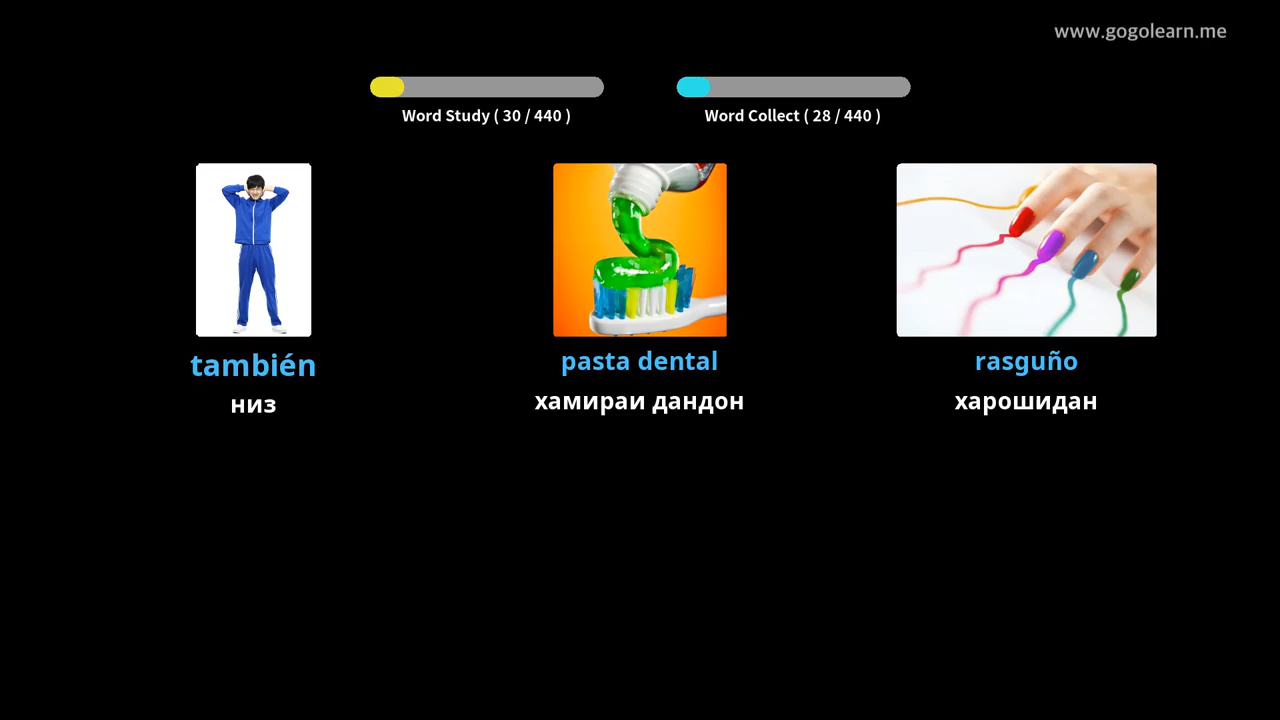 www.gogolearn.me
Word Study ( 30 / 440 )
Word Collect ( 28 / 440 )
también
низ
pasta dental
хамираи дандон
rasguño
харошидан